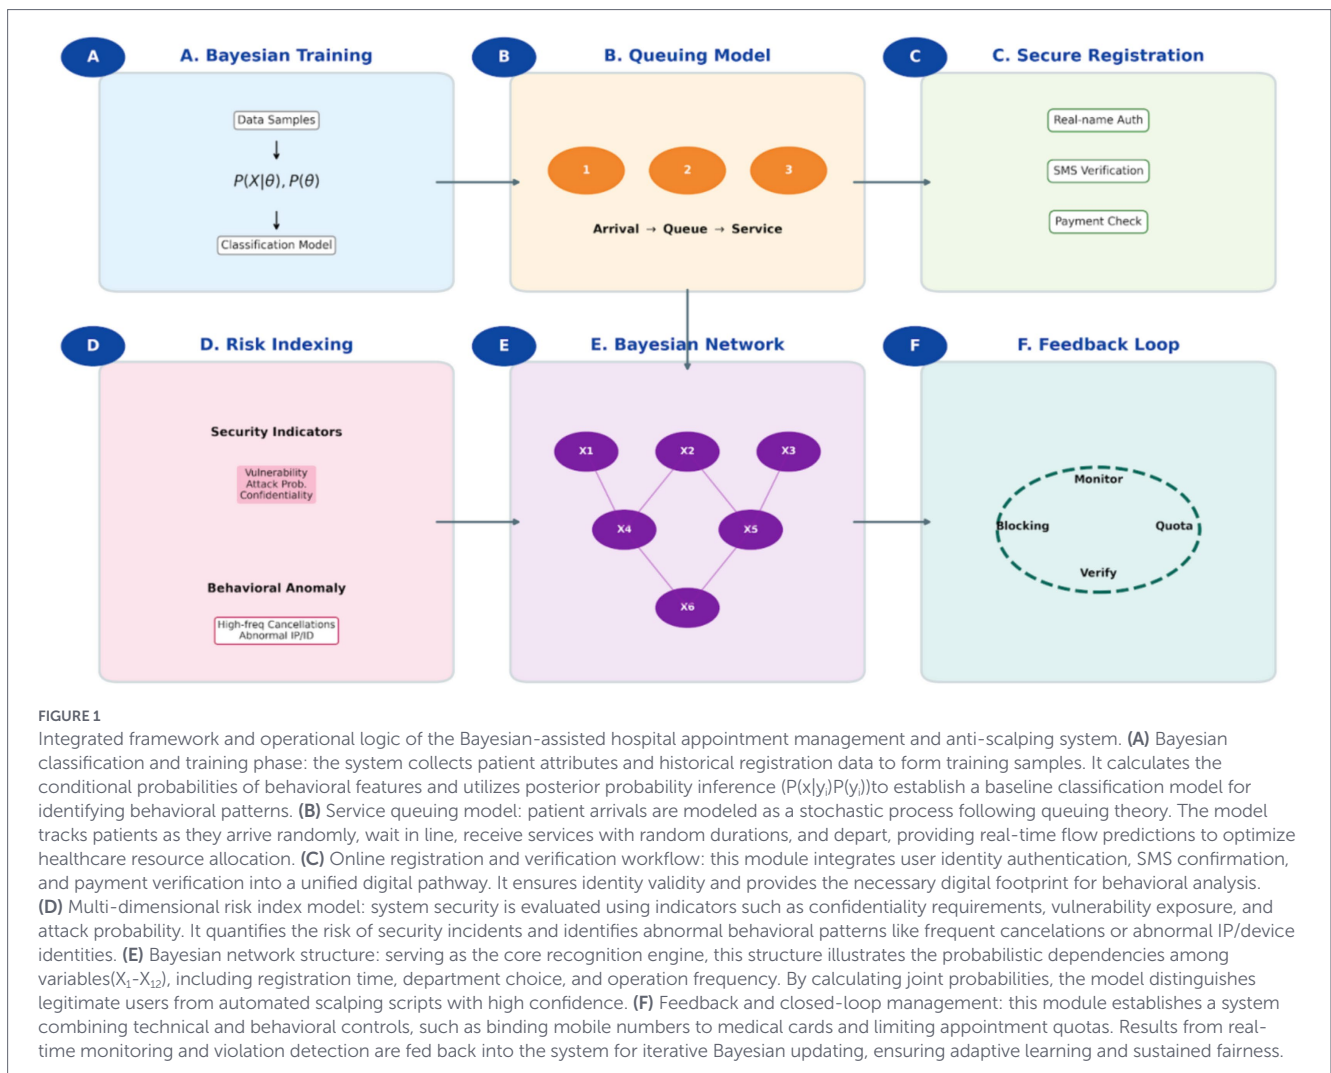 A
A. Bayesian Training
Data Samples
↓
P(X|θ), P(θ)
↓
Classification Model
B
B. Queuing Model
1 2 3
Arrival → Queue → Service
C
C. Secure Registration
Real-name Auth
SMS Verification
Payment Check
D
D. Risk Indexing
Security Indicators
Vulnerability
Attack Prob.
Confidentiality
Behavioral Anomaly
High-freq Cancellations
Abnormal IP/ID
E
E. Bayesian Network
X1 X2 X3
X4 X5
X6
F
F. Feedback Loop
Monitor
Blocking Quota
Verify
FIGURE 1
Integrated framework and operational logic of the Bayesian-assisted hospital appointment management and anti-scalping system. (A) Bayesian
classification and training phase: the system collects patient attributes and historical registration data to form training samples. It calculates the
conditional probabilities of behavioral features and utilizes posterior probability inference (P(x|yᵢ)P(yᵢ))to establish a baseline classification model for
identifying behavioral patterns. (B) Service queuing model: patient arrivals are modeled as a stochastic process following queuing theory. The model
tracks patients as they arrive randomly, wait in line, receive services with random durations, and depart, providing real-time flow predictions to optimize
healthcare resource allocation. (C) Online registration and verification workflow: this module integrates user identity authentication, SMS confirmation,
and payment verification into a unified digital pathway. It ensures identity validity and provides the necessary digital footprint for behavioral analysis.
(D) Multi-dimensional risk index model: system security is evaluated using indicators such as confidentiality requirements, vulnerability exposure, and
attack probability. It quantifies the risk of security incidents and identifies abnormal behavioral patterns like frequent cancelations or abnormal IP/device
identities. (E) Bayesian network structure: serving as the core recognition engine, this structure illustrates the probabilistic dependencies among
variables(X₁-X₁₂), including registration time, department choice, and operation frequency. By calculating joint probabilities, the model distinguishes
legitimate users from automated scalping scripts with high confidence. (F) Feedback and closed-loop management: this module establishes a system
combining technical and behavioral controls, such as binding mobile numbers to medical cards and limiting appointment quotas. Results from real-
time monitoring and violation detection are fed back into the system for iterative Bayesian updating, ensuring adaptive learning and sustained fairness.